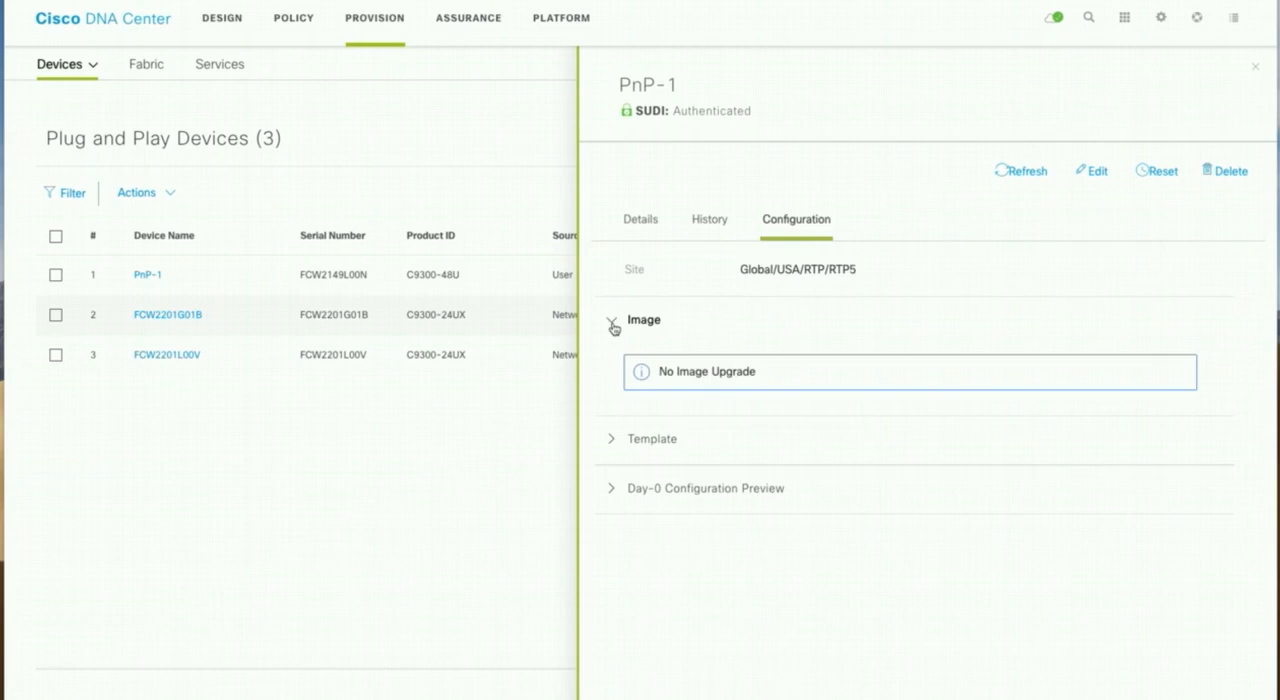 Cisco DNA Center DESIGN POLICY PROVISION ASSURANCE PLATFORM
Devices Fabric Services
Plug and Play Devices (3)
Filter Actions
# Device Name Serial Number Product ID Sourc
1 PnP-1 FCW2149L00N C9300-48U User
2 FCW2201G01B FCW2201G01B C9300-24UX Netw
3 FCW2201L00V FCW2201L00V C9300-24UX Netw
PnP-1
SUDI: Authenticated
Refresh Edit Reset Delete
Details History Configuration
Site Global/USA/RTP/RTP5
Image
No Image Upgrade
Template
Day-0 Configuration Preview